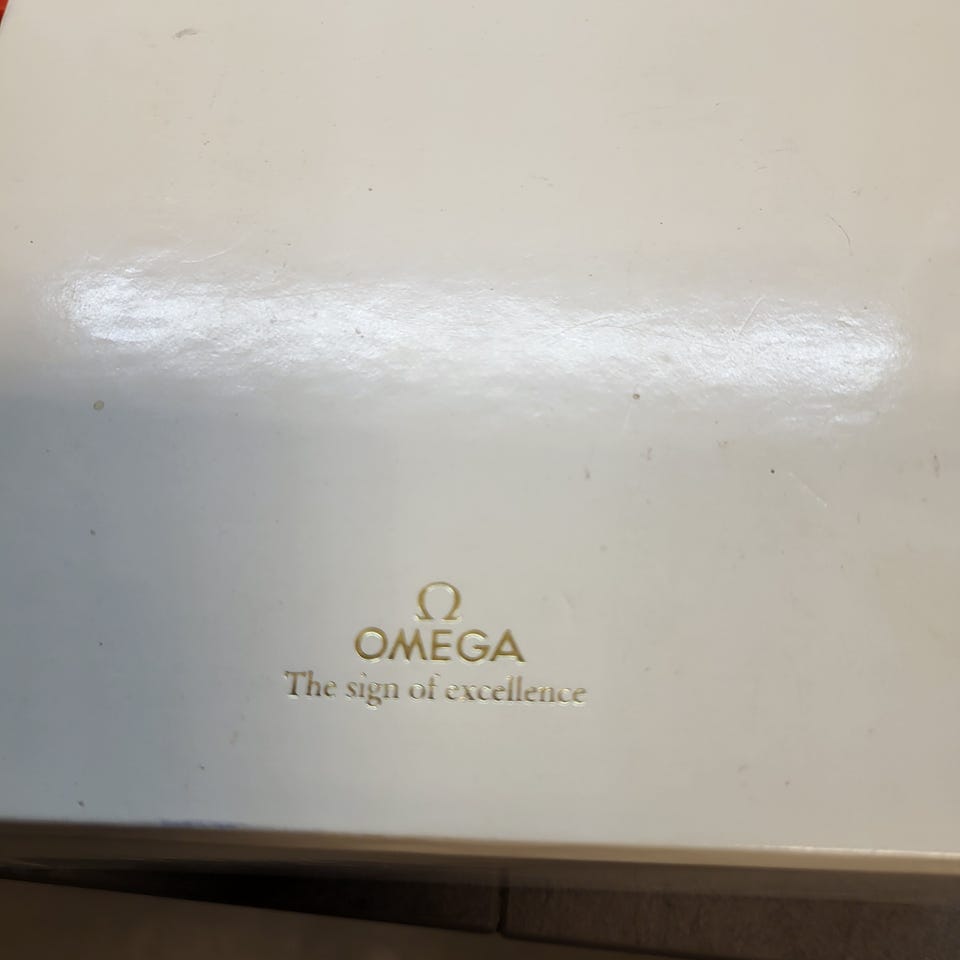 Ω
OMEGA
The sign of excellence